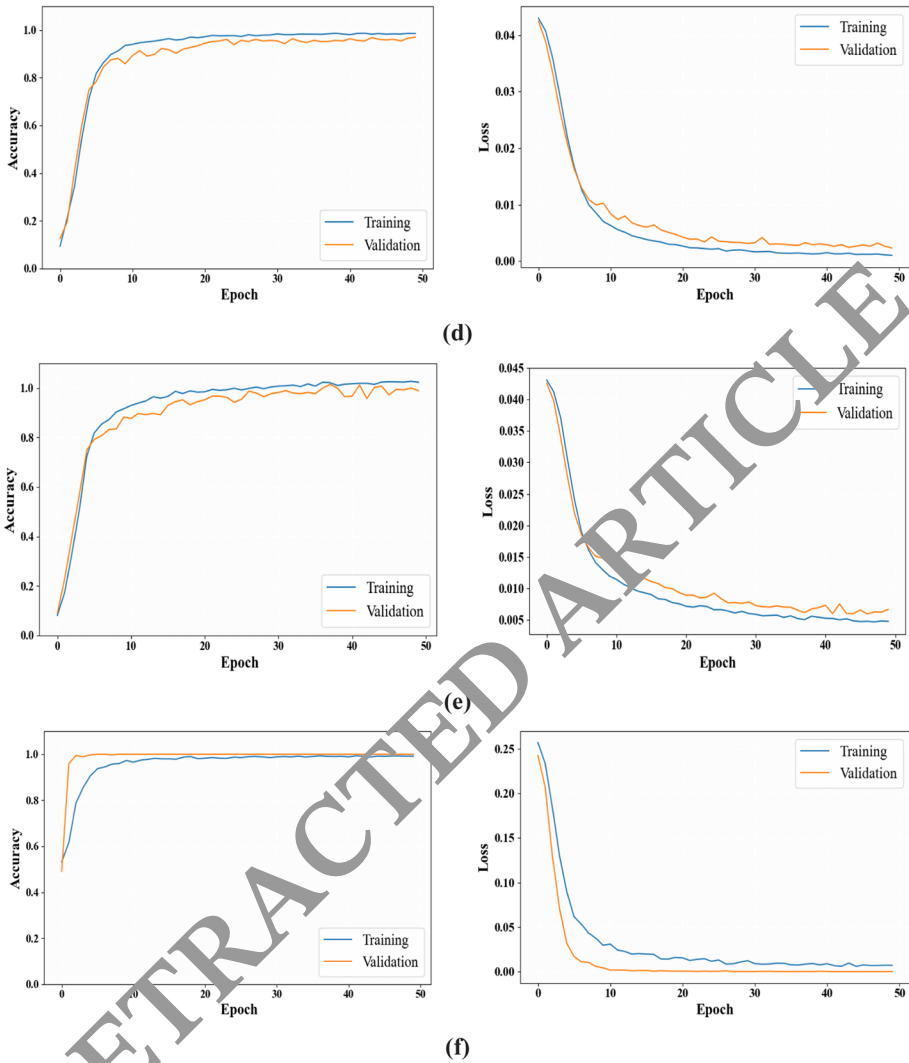 1.0
0.8
0.6
0.4
0.2
0.0
Accuracy
0 10 20 30 40 50
Epoch
Training
Validation
0.04
0.03
0.02
0.01
0.00
Loss
0 10 20 30 40 50
Epoch
Training
Validation
(d)
1.0
0.8
0.6
0.4
0.2
0.0
Accuracy
0 10 20 30 40 50
Epoch
Training
Validation
0.045
0.040
0.035
0.030
0.025
0.020
0.015
0.010
0.005
Loss
0 10 20 30 40 50
Epoch
Training
Validation
(e)
1.0
0.8
0.6
0.4
0.2
0.0
Accuracy
0 10 20 30 40 50
Epoch
Training
Validation
0.25
0.20
0.15
0.10
0.05
0.00
Loss
0 10 20 30 40 50
Epoch
Training
Validation
(f)
ETRACTED ARTICLE